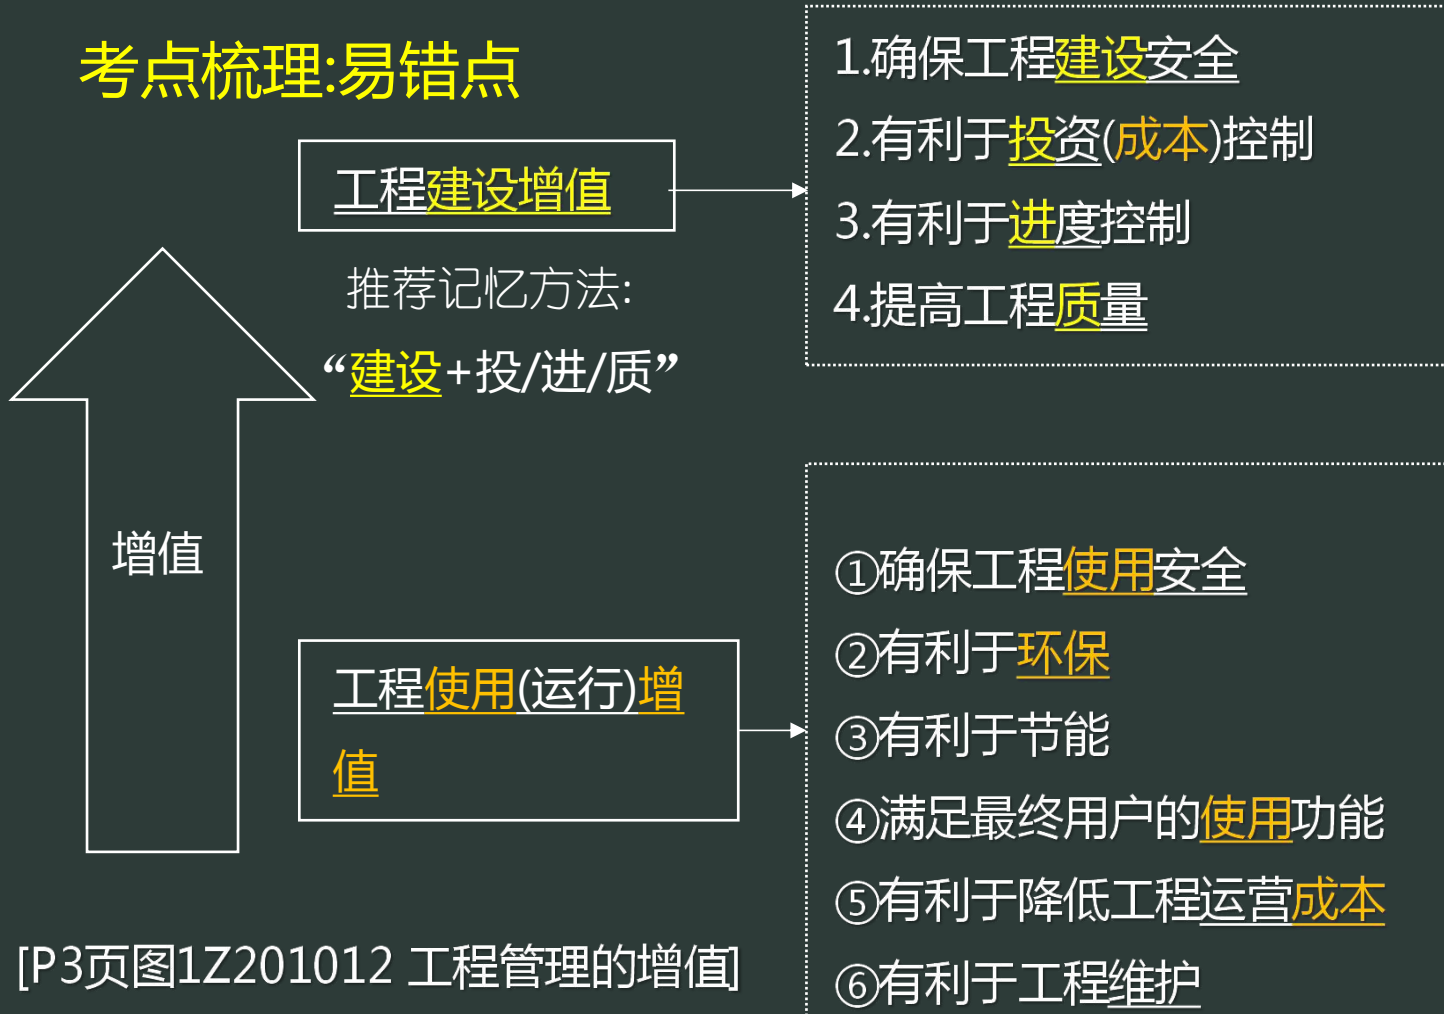 考点梳理:易错点
工程建设增值
推荐记忆方法:
“建设+投/进/质”
1.确保工程建设安全
2.有利于投资(成本)控制
3.有利于进度控制
4.提高工程质量
增值
工程使用(运行)增
值
①确保工程使用安全
②有利于环保
③有利于节能
④满足最终用户的使用功能
⑤有利于降低工程运营成本
⑥有利于工程维护
[P3页图1Z201012 工程管理的增值]